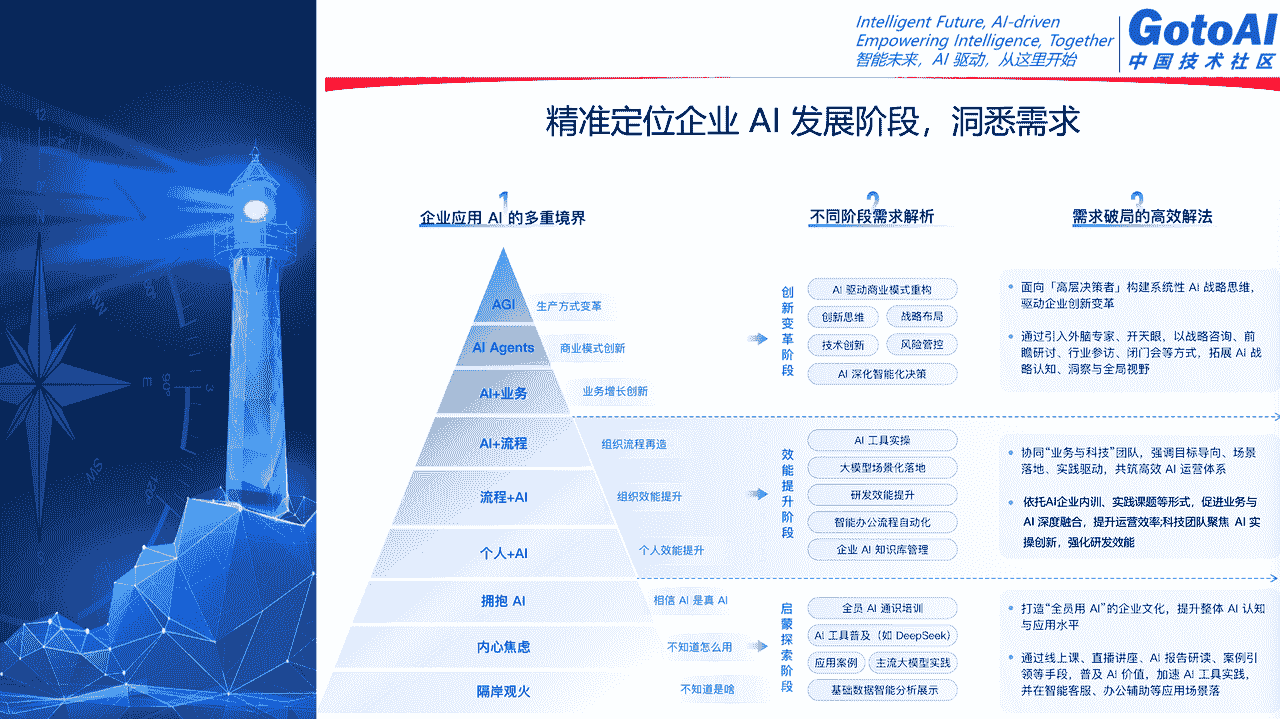 Intelligent Future, AI-driven
Empowering Intelligence, Together
智能未来，AI 驱动，从这里开始
GotoAI
中国技术社区
精准定位企业 AI 发展阶段，洞悉需求
1
企业应用 AI 的多重境界
AGI 生产方式变革
AI Agents 商业模式创新
AI+业务 业务增长创新
AI+流程 组织流程再造
流程+AI 组织效能提升
个人+AI 个人效能提升
拥抱 AI 相信 AI 是真 AI
内心焦虑 不知道怎么用
隔岸观火 不知道是啥
2
不同阶段需求解析
创新变革阶段
AI 驱动商业模式重构
创新思维 战略布局
技术创新 风险管控
AI 深化智能化决策
效能提升阶段
AI 工具实操
大模型场景化落地
研发效能提升
智能办公流程自动化
企业 AI 知识库管理
启蒙探索阶段
全员 AI 通识培训
AI 工具普及（如 DeepSeek）
应用案例 主流大模型实践
基础数据智能分析展示
需求破局的高效解法
面向「高层决策者」构建系统性 AI 战略思维，
驱动企业创新变革
通过引入外脑专家、开天眼，以战略咨询、前
瞻研讨、行业参访、闭门会等方式，拓展 AI 战
略认知、洞察与全局视野
协同“业务与科技”团队，强调目标导向、场景
落地、实践驱动，共筑高效 AI 运营体系
依托AI企业内训、实践课题等形式，促进业务与
AI 深度融合，提升运营效率;科技团队聚焦 AI 实
操创新，强化研发效能
打造“全员用 AI”的企业文化，提升整体 AI 认知
与应用水平
通过线上课、直播讲座、AI 报告研读、案例引
领等手段，普及 AI 价值，加速 AI 工具实践，
并在智能客服、办公辅助等应用场景落
12
N
W
E
SW
3
90°